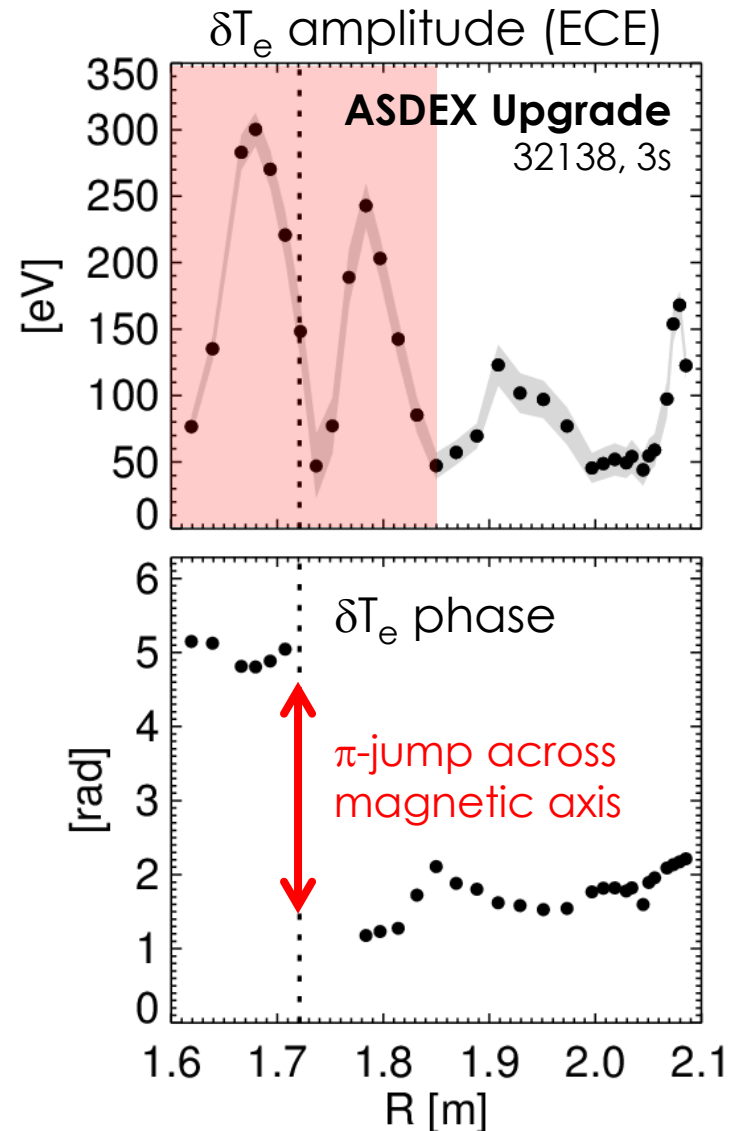 δTe amplitude (ECE)
350
300
250
200
150
100
50
0
[eV]
ASDEX Upgrade
32138, 3s
6
5
4
3
2
1
0
[rad]
δTe phase
π-jump across
magnetic axis
1.6 1.7 1.8 1.9 2.0 2.1
R [m]